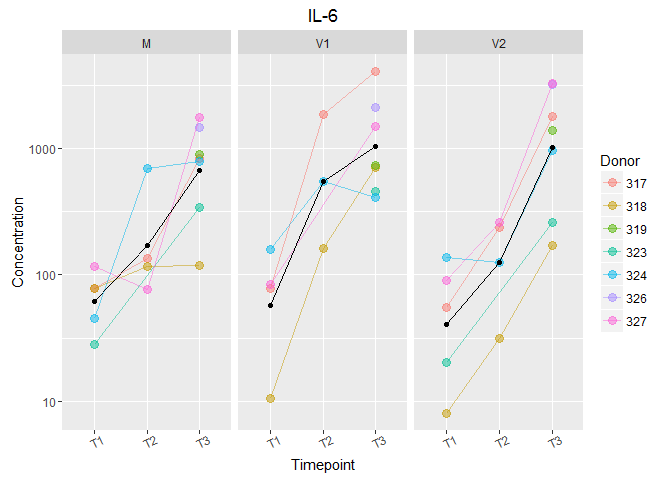 IL-6
M V1 V2
1000
100
10
Concentration
T1 T2 T3 T1 T2 T3 T1 T2 T3
Timepoint
Donor
317
318
319
323
324
326
327